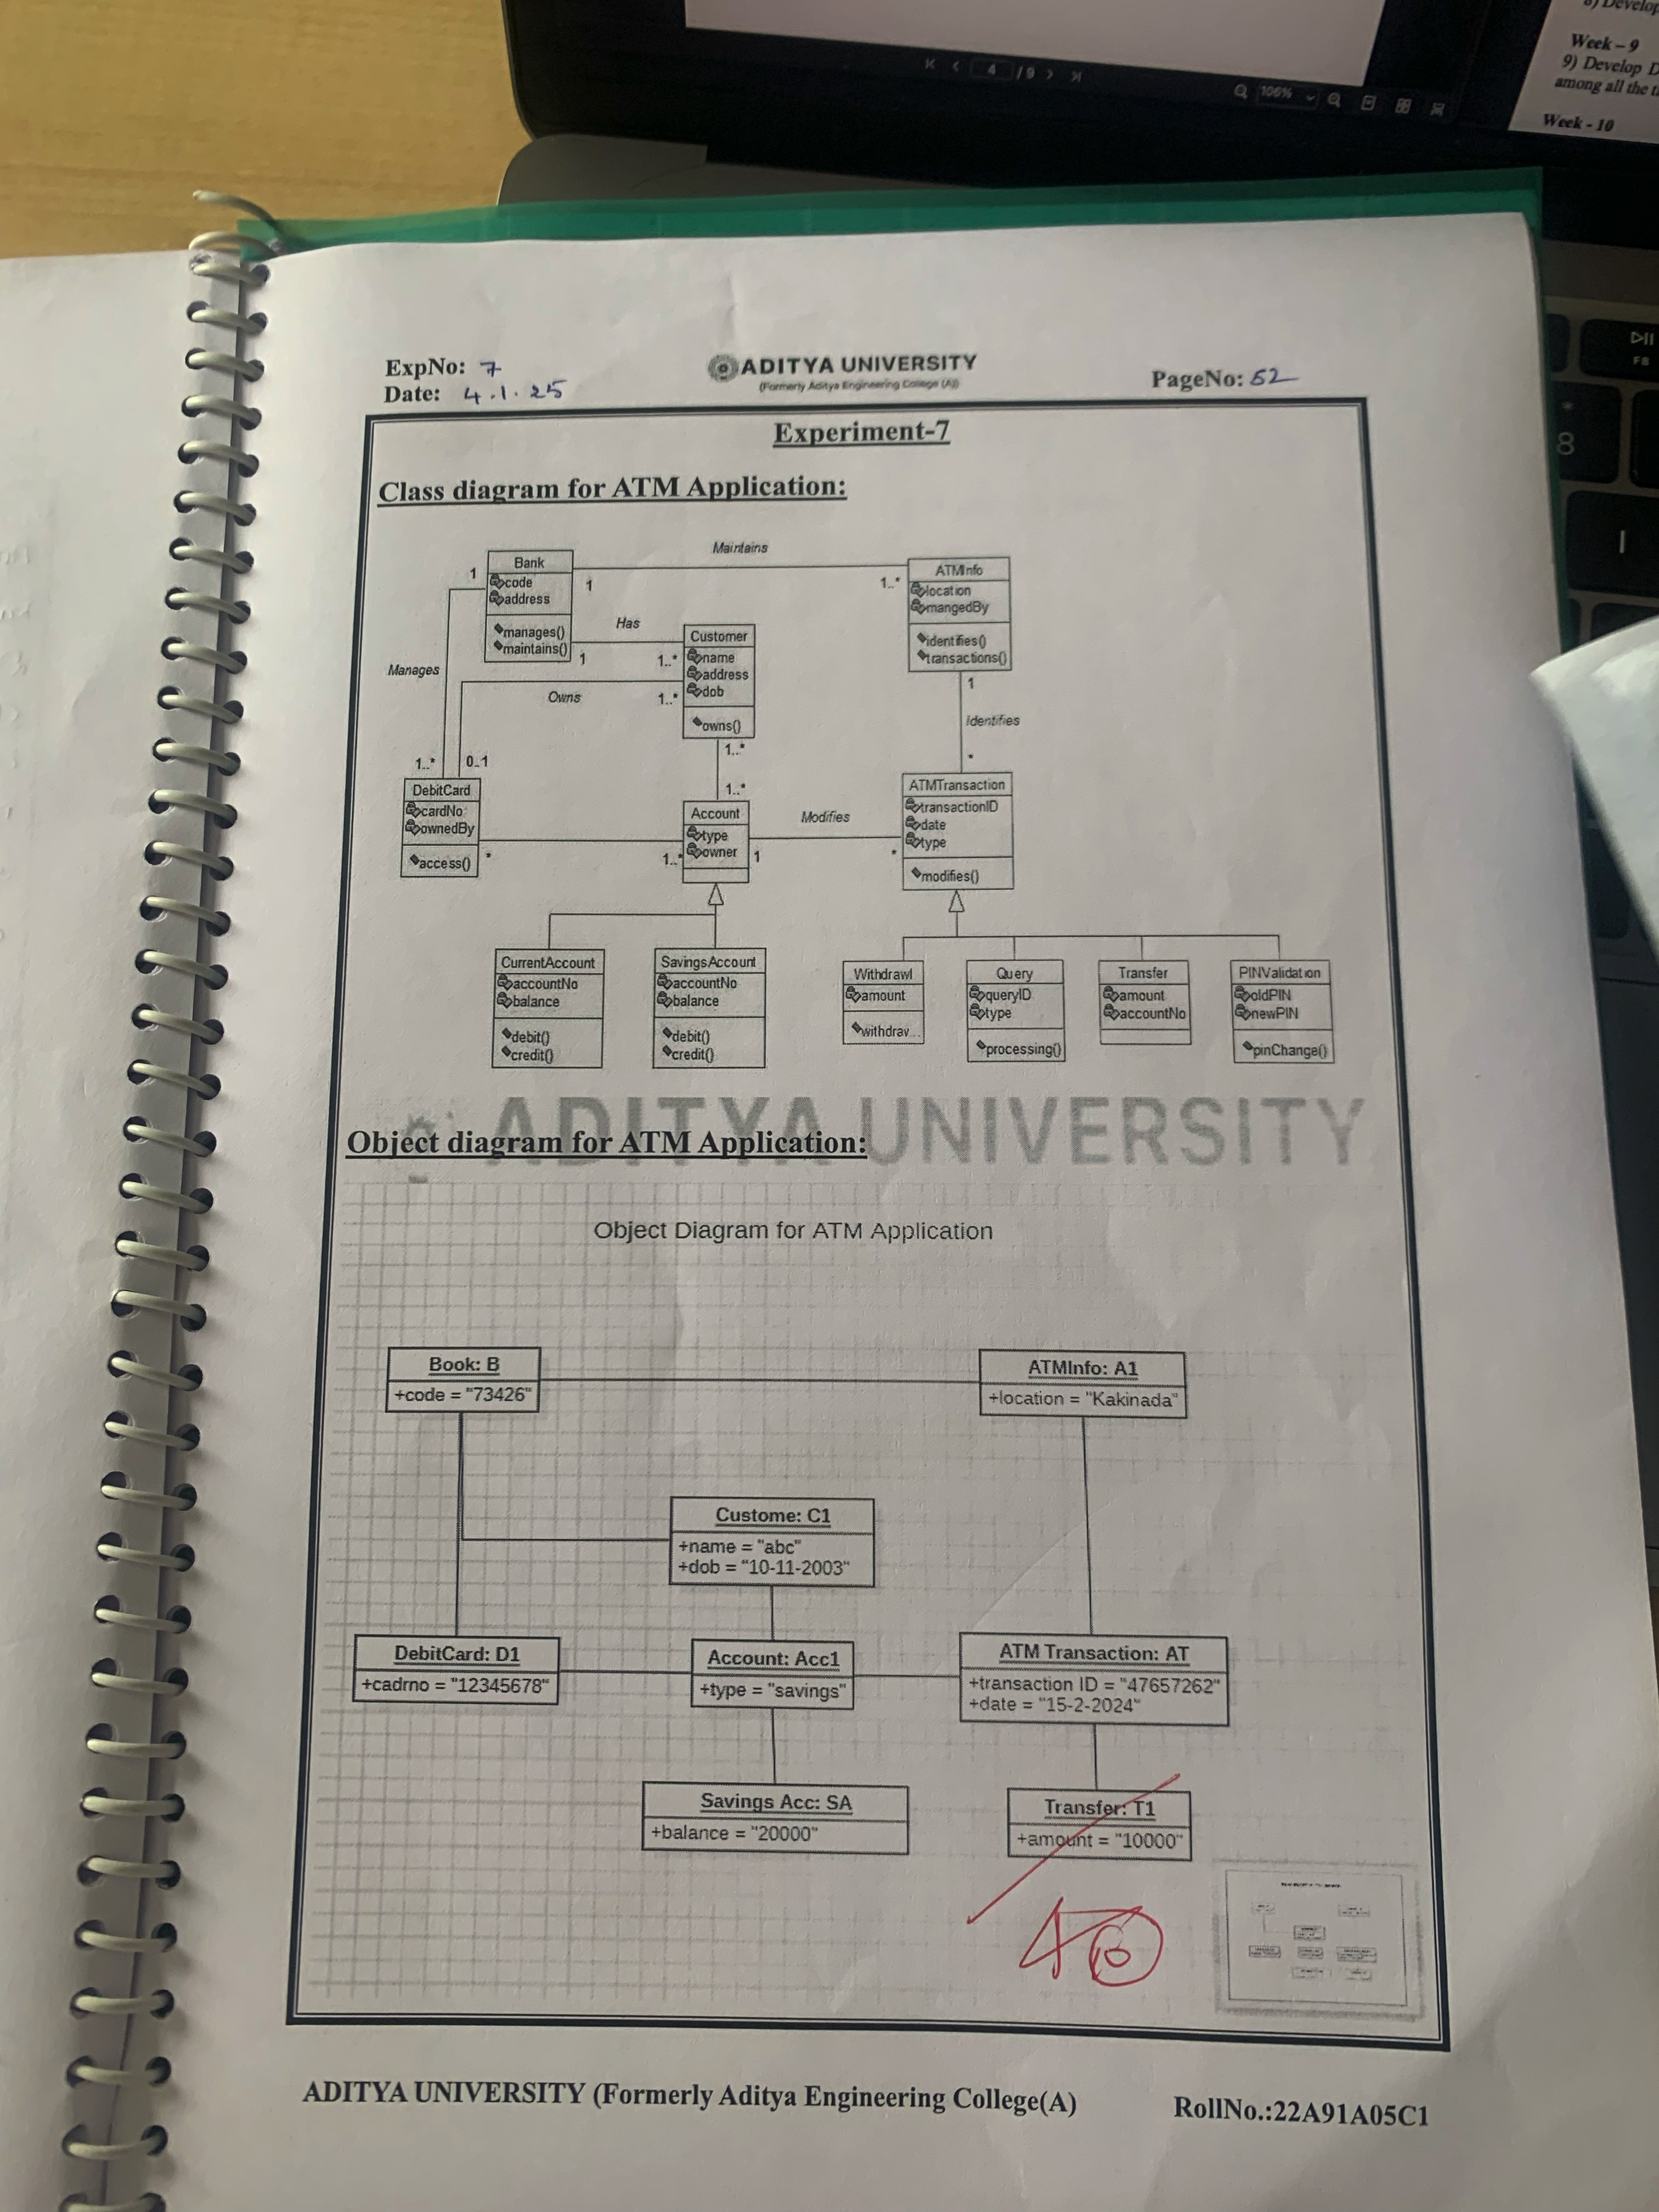 4 / 9
106%
8) Develop
Week – 9
9) Develop D
among all the t
Week - 10
F8
*
8
I
ExpNo: 7
Date: 4.1.25
ADITYA UNIVERSITY
(Formerly Aditya Engineering College (A))
PageNo: 52
Experiment-7
Class diagram for ATM Application:
Bank
code
address
manages()
maintains()
Maintains
1
1..*
ATMInfo
location
mangedBy
identifies()
transactions()
1
Manages
Has
1
1..*
Customer
name
address
dob
owns()
Owns
1..*
1
Identifies
*
1..*
0..1
1..*
1..*
DebitCard
cardNo
ownedBy
access()
*
1..*
Account
type
owner
1
Modifies
*
ATMTransaction
transactionID
date
type
modifies()
CurrentAccount
accountNo
balance
debit()
credit()
SavingsAccount
accountNo
balance
debit()
credit()
Withdrawl
amount
withdrav...
Query
queryID
type
processing()
Transfer
amount
accountNo
PINValidation
oldPIN
newPIN
pinChange()
ADITYA UNIVERSITY
Object diagram for ATM Application:
Object Diagram for ATM Application
Book: B
+code = "73426"
ATMInfo: A1
+location = "Kakinada"
Custome: C1
+name = "abc"
+dob = "10-11-2003"
DebitCard: D1
+cadrno = "12345678"
Account: Acc1
+type = "savings"
ATM Transaction: AT
+transaction ID = "47657262"
+date = "15-2-2024"
Savings Acc: SA
+balance = "20000"
Transfer: T1
+amount = "10000"
10
ADITYA UNIVERSITY (Formerly Aditya Engineering College(A)
RollNo.:22A91A05C1